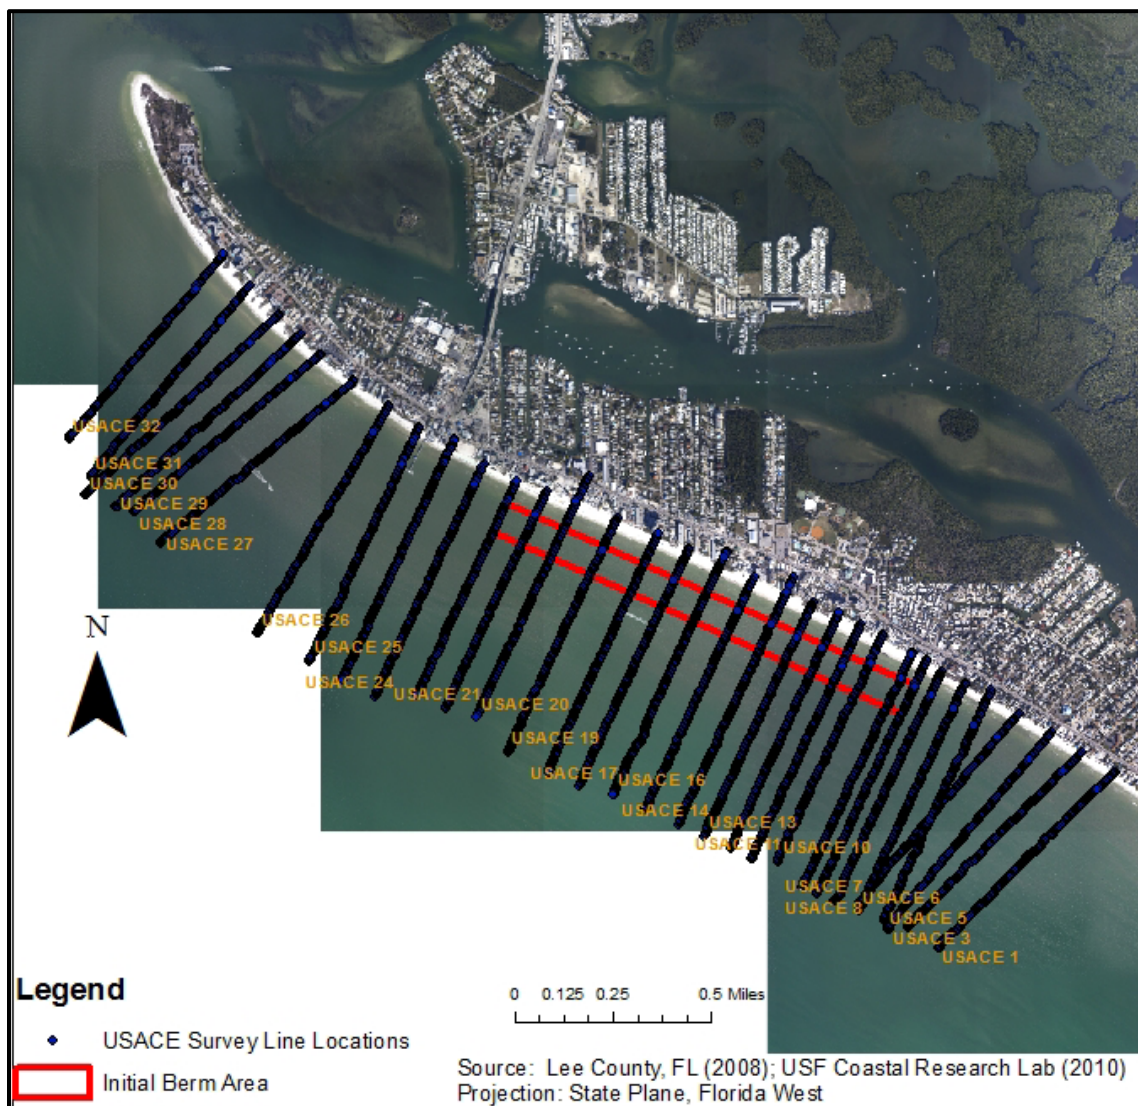 USACE 32
USACE 31
USACE 30
USACE 29
USACE 28
USACE 27
USACE 26
USACE 25
USACE 24
USACE 21
USACE 20
USACE 19
USACE 17
USACE 16
USACE 14
USACE 13
USACE 11
USACE 10
USACE 7
USACE 8
USACE 6
USACE 5
USACE 3
USACE 1
N
Legend
USACE Survey Line Locations
Initial Berm Area
0 0.125 0.25 0.5 Miles
Source: Lee County, FL (2008); USF Coastal Research Lab (2010)
Projection: State Plane, Florida West